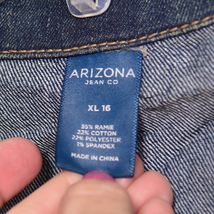 ARIZONA
JEAN CO
XL 16
55% RAMIE
22% COTTON
22% POLYESTER
1% SPANDEX
MADE IN CHINA